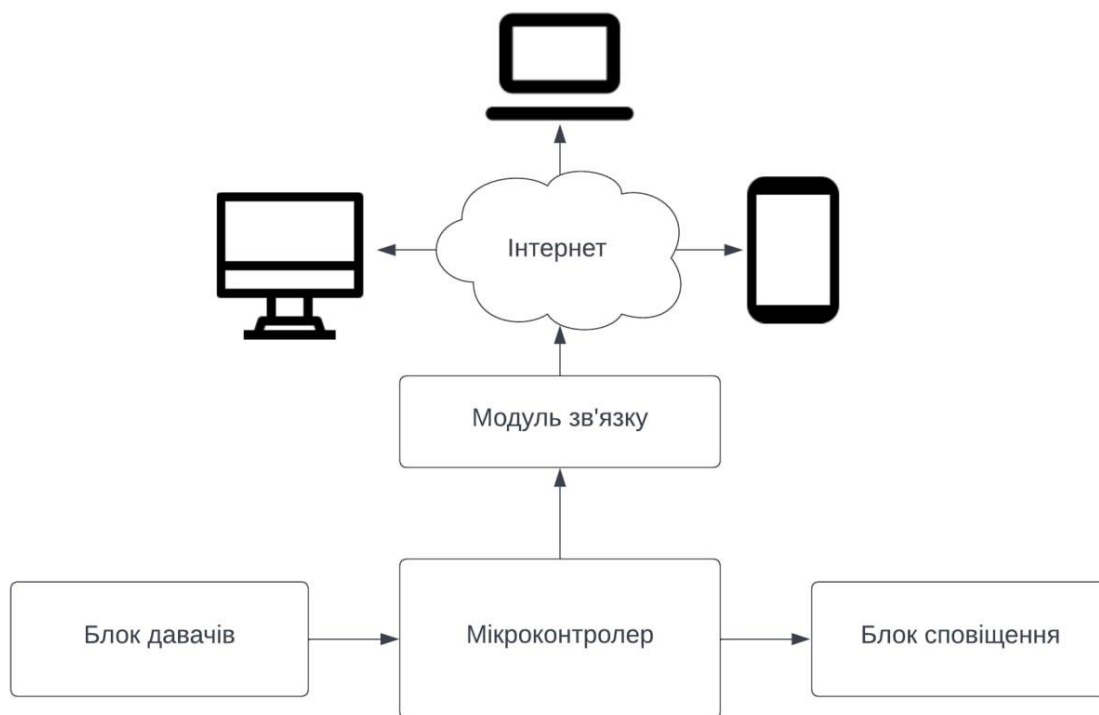 Інтернет
Модуль зв'язку
Блок давачів
Мікроконтролер
Блок сповіщення